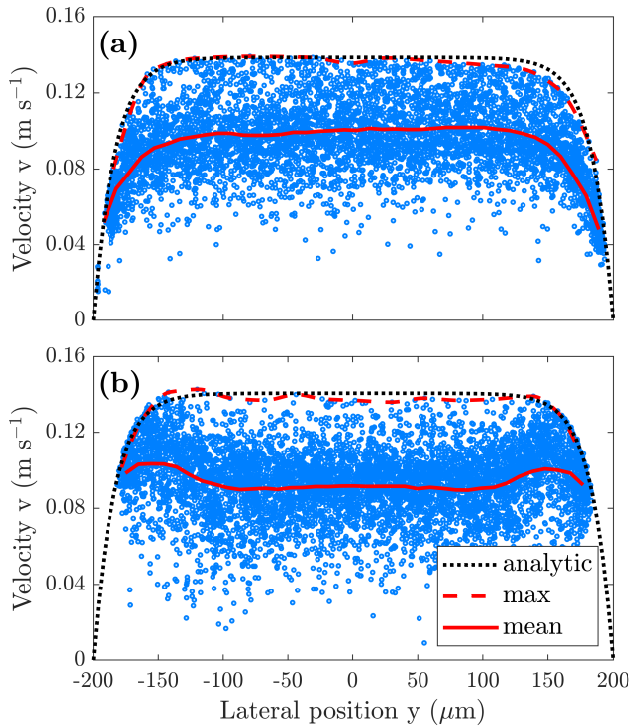 (a)
Velocity v (m s⁻¹)
0.16
0.12
0.08
0.04
0
(b)
Velocity v (m s⁻¹)
0.16
0.12
0.08
0.04
0
analytic
max
mean
-200 -150 -100 -50 0 50 100 150 200
Lateral position y (μm)